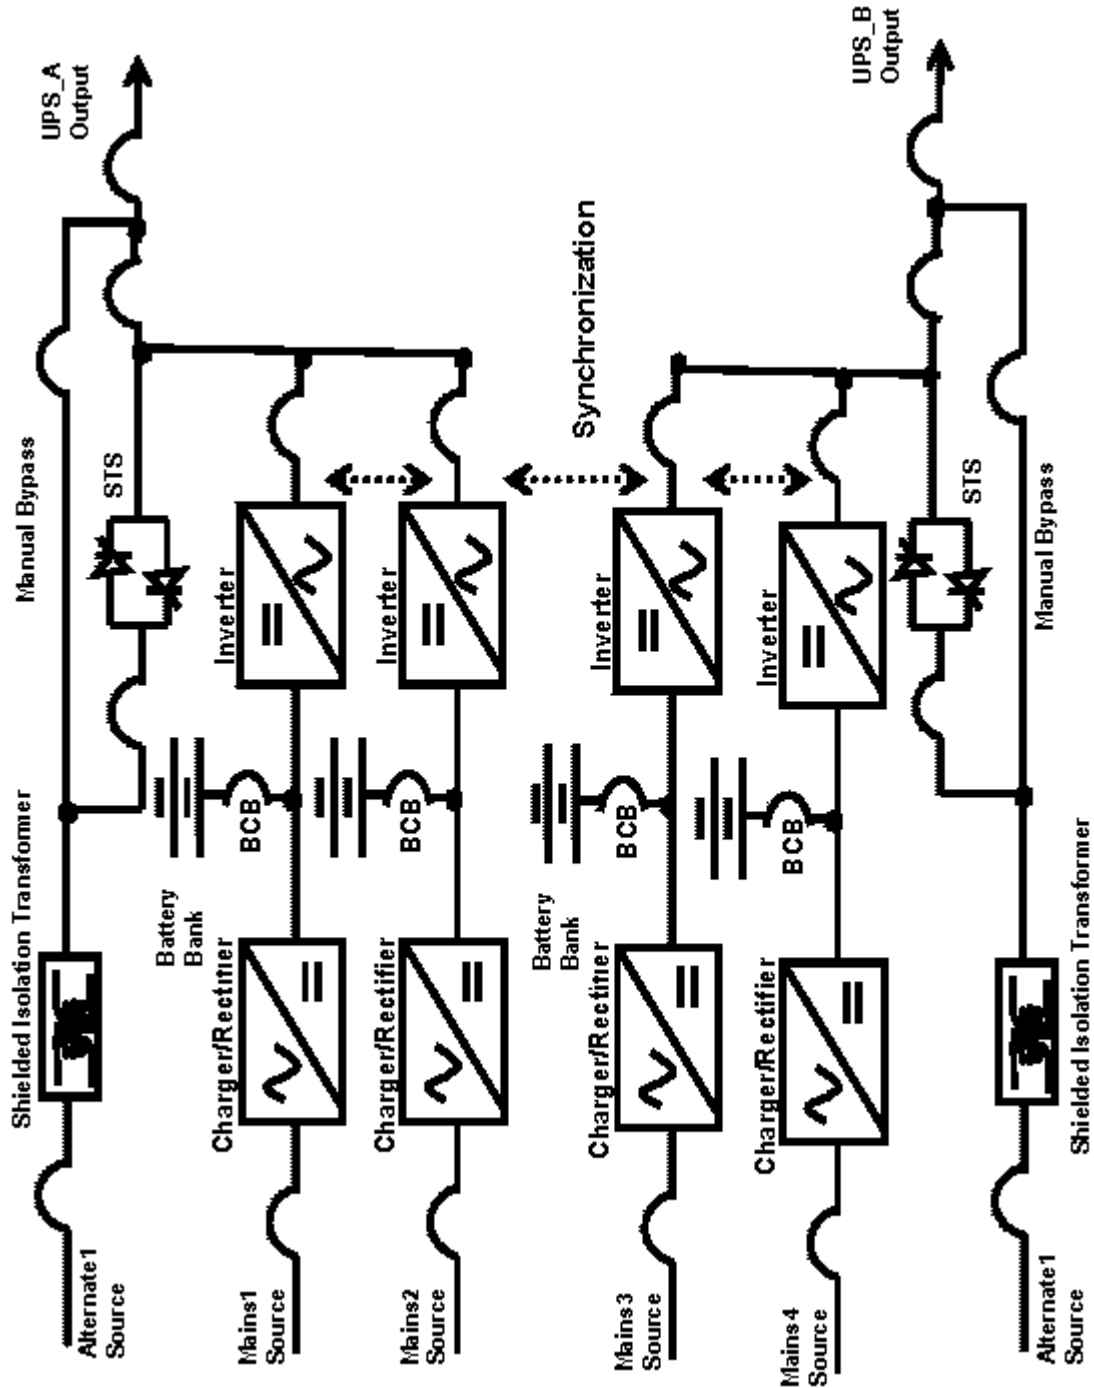 Shielded Isolation Transformer
Manual Bypass
UPS_A
Output
Alternate1
Source
STS
Battery
Bank
BCB
Charger/Rectifier
Inverter
Mains1
Source
BCB
Charger/Rectifier
Inverter
Mains2
Source
Synchronization
Battery
Bank
BCB
Charger/Rectifier
Inverter
Mains3
Source
BCB
Charger/Rectifier
Inverter
Mains4
Source
UPS_B
Output
STS
Manual Bypass
Alternate1
Source
Shielded Isolation Transformer